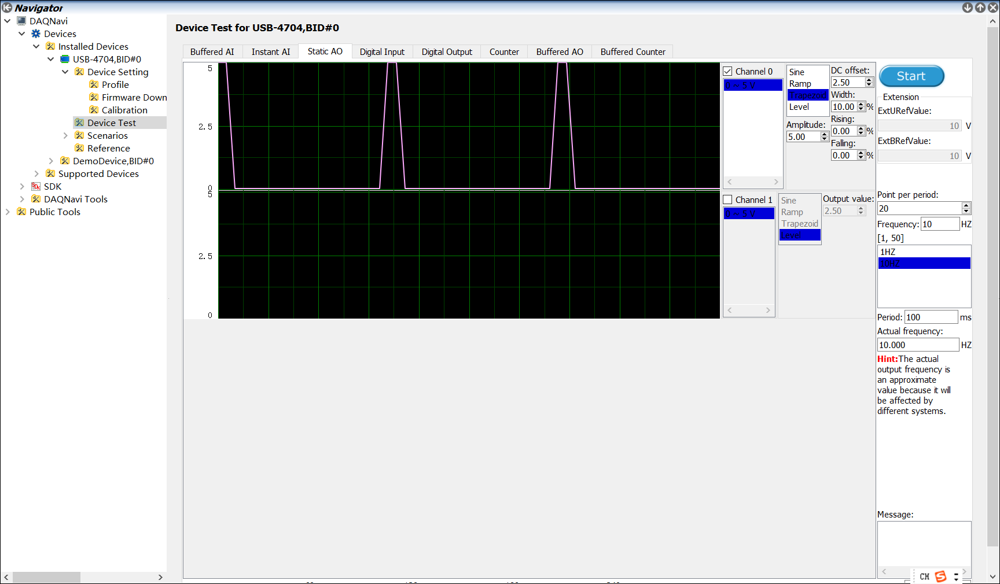 Navigator
DAQNavi
Devices
Installed Devices
USB-4704,BID#0
Device Setting
Profile
Firmware Down
Calibration
Device Test
Scenarios
Reference
DemoDevice,BID#0
Supported Devices
SDK
DAQNavi Tools
Public Tools
Device Test for USB-4704,BID#0
Buffered AI
Instant AI
Static AO
Digital Input
Digital Output
Counter
Buffered AO
Buffered Counter
5
2.5
0
5
2.5
0
Channel 0
0 ~ 5 V
Sine
Ramp
Trapezoid
Level
Amplitude:
5.00
DC offset:
2.50
Width:
10.00 %
Rising:
0.00 %
Falling:
0.00 %
Channel 1
0 ~ 5 V
Sine
Ramp
Trapezoid
Level
Output value:
2.50
Start
Extension
ExtURefValue:
10 V
ExtBRefValue:
10 V
Point per period:
20
Frequency: 10 HZ
[1, 50]
1HZ
10HZ
Period: 100 ms
Actual frequency:
10.000 HZ
Hint:The actual
output frequency is
an approximate
value because it will
be affected by
different systems.
Message:
CH